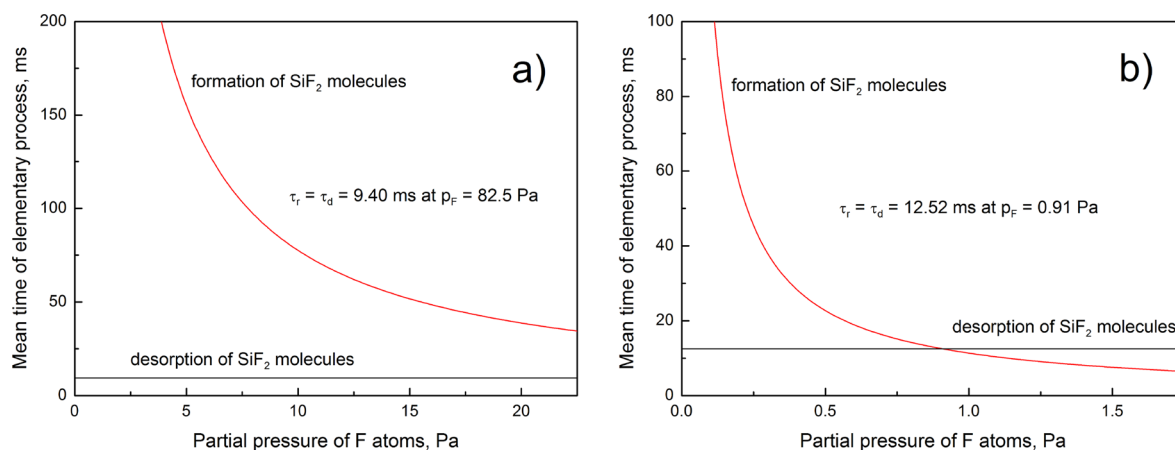 a)
Mean time of elementary process, ms
200
150
100
50
0
formation of SiF₂ molecules
τᵣ = τ_d = 9.40 ms at p_F = 82.5 Pa
desorption of SiF₂ molecules
0
5
10
15
20
Partial pressure of F atoms, Pa
b)
Mean time of elementary process, ms
100
80
60
40
20
0
formation of SiF₂ molecules
τᵣ = τ_d = 12.52 ms at p_F = 0.91 Pa
desorption of SiF₂ molecules
0.0
0.5
1.0
1.5
Partial pressure of F atoms, Pa